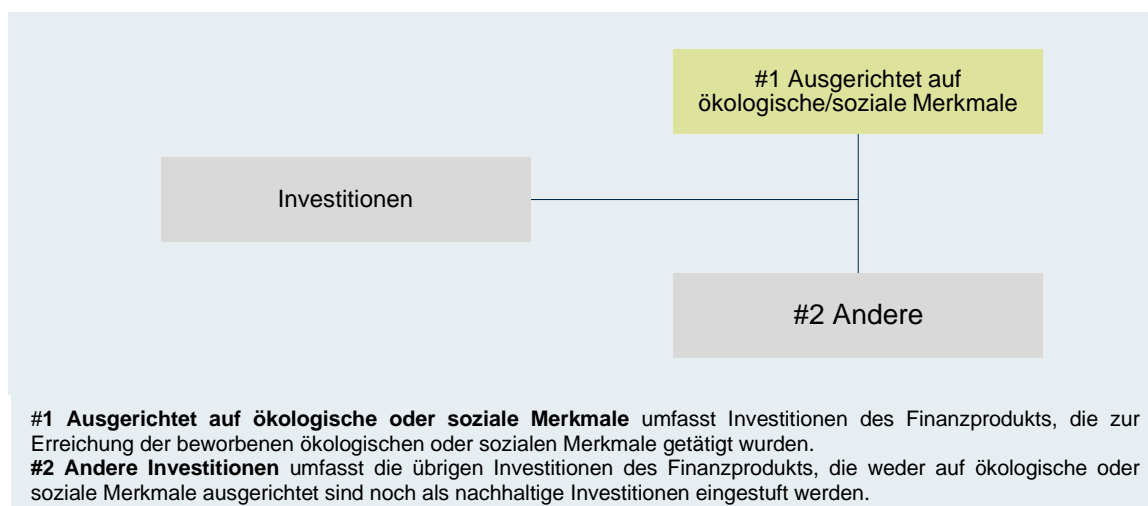 #1 Ausgerichtet auf
ökologische/soziale Merkmale
Investitionen
#2 Andere
#1 Ausgerichtet auf ökologische oder soziale Merkmale umfasst Investitionen des Finanzprodukts, die zur
Erreichung der beworbenen ökologischen oder sozialen Merkmale getätigt wurden.
#2 Andere Investitionen umfasst die übrigen Investitionen des Finanzprodukts, die weder auf ökologische oder
soziale Merkmale ausgerichtet sind noch als nachhaltige Investitionen eingestuft werden.